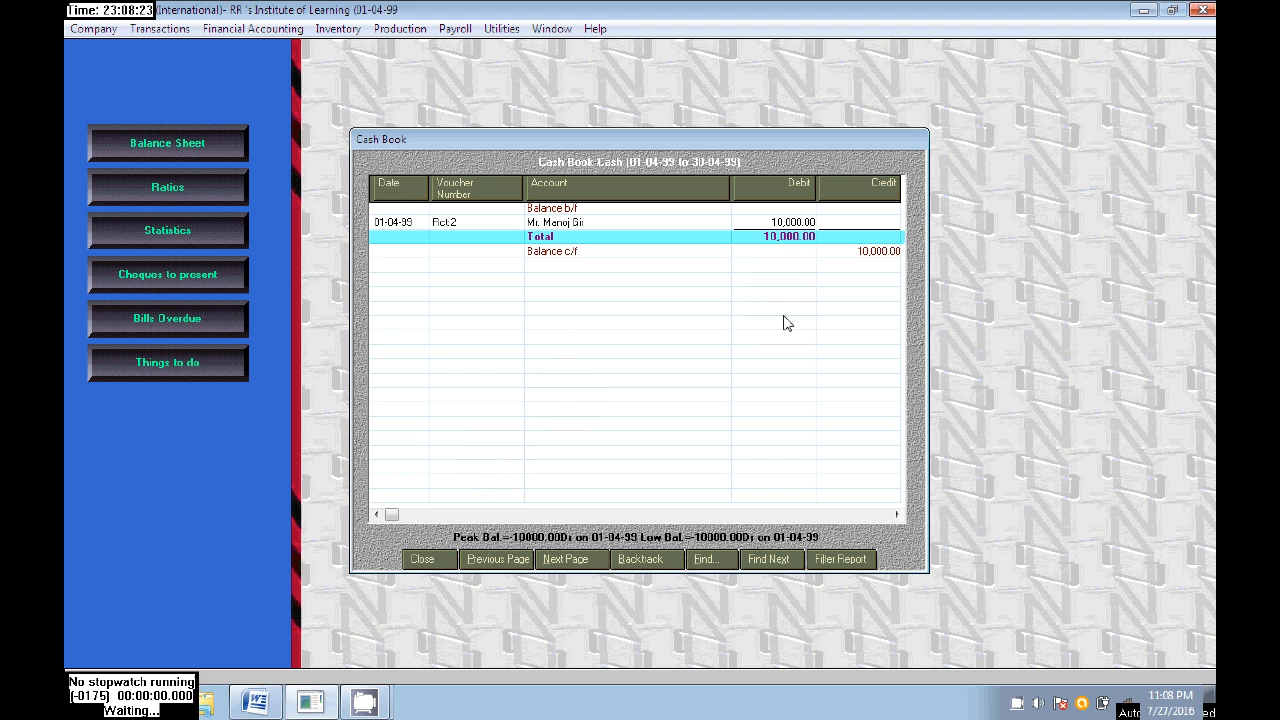 Time: 23:08:23 (International)- RR 's Institute of Learning (01-04-99
Company Transactions Financial Accounting Inventory Production Payroll Utilities Window Help
Balance Sheet
Ratios
Statistics
Cheques to present
Bills Overdue
Things to do
Cash Book
Cash Book-Cash (01-04-99 to 30-04-99)
Date Voucher Number Account Debit Credit
Balance b/f
01-04-99 Rct:2 Mr. Manoj Giri 10,000.00
Total 10,000.00
Balance c/f 10,000.00
Peak Bal =-10000.00Dr on 01-04-99 Low Bal =-10000.00Dr on 01-04-99
Close Previous Page Next Page Backtrack Find... Find Next Filter Report
No stopwatch running
(-0175) 00:00:00.000
Waiting...
11:08 PM
7/27/2016